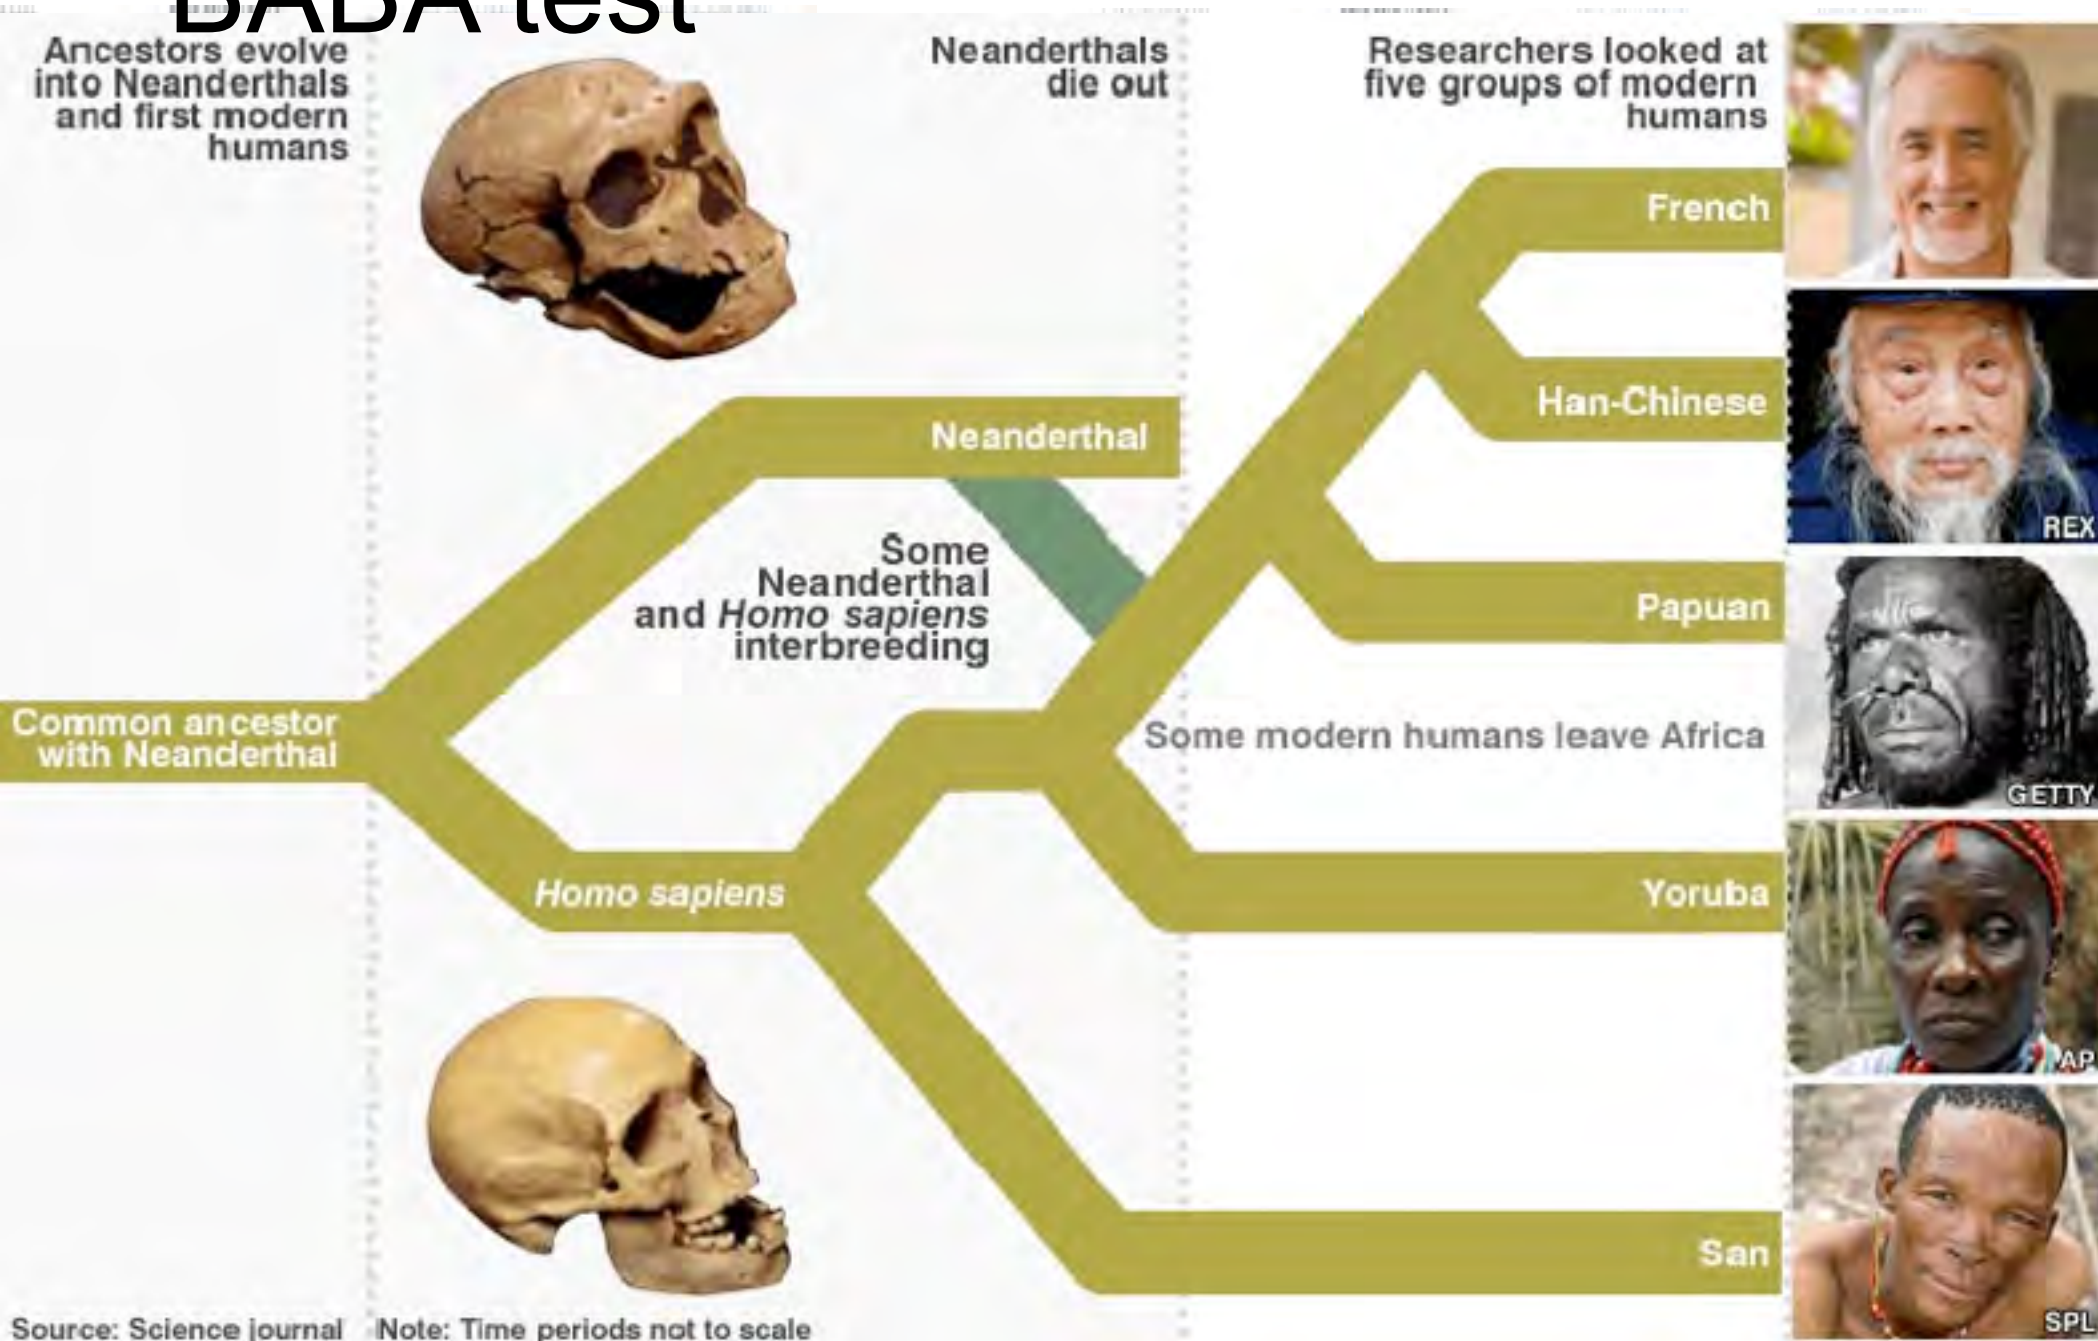 BABA test
Ancestors evolve
into Neanderthals
and first modern
humans
Neanderthals
die out
Researchers looked at
five groups of modern
humans
French
Han-Chinese
REX
Neanderthal
Some
Neanderthal
and Homo sapiens
interbreeding
Papuan
Common ancestor
with Neanderthal
Some modern humans leave Africa
GETTY
Homo sapiens
Yoruba
AP
San
SPL
Source: Science journal
Note: Time periods not to scale